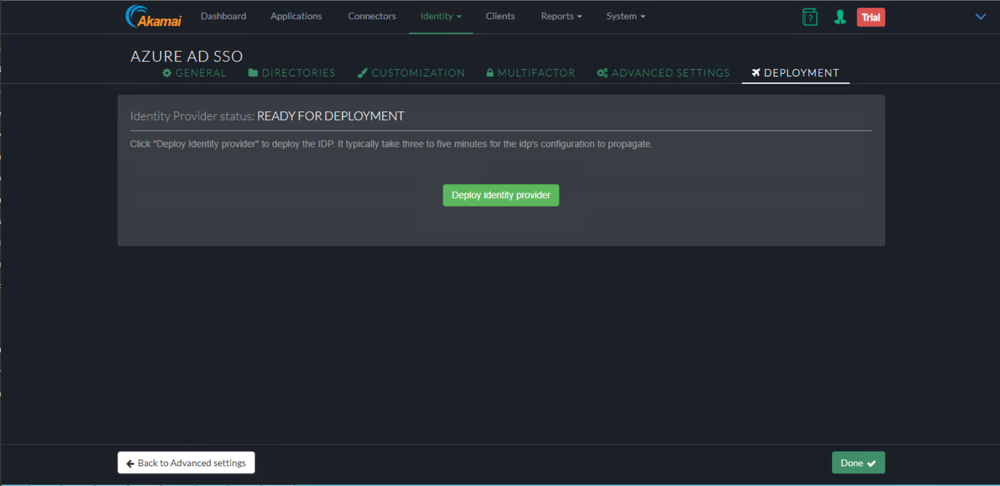 Akamai Dashboard Applications Connectors Identity Clients Reports System ? Trial
AZURE AD SSO
GENERAL DIRECTORIES CUSTOMIZATION MULTIFACTOR ADVANCED SETTINGS DEPLOYMENT
Identity Provider status: READY FOR DEPLOYMENT
Click "Deploy Identity provider" to deploy the IDP. It typically take three to five minutes for the idp's configuration to propagate.
Deploy identity provider
Back to Advanced settings Done